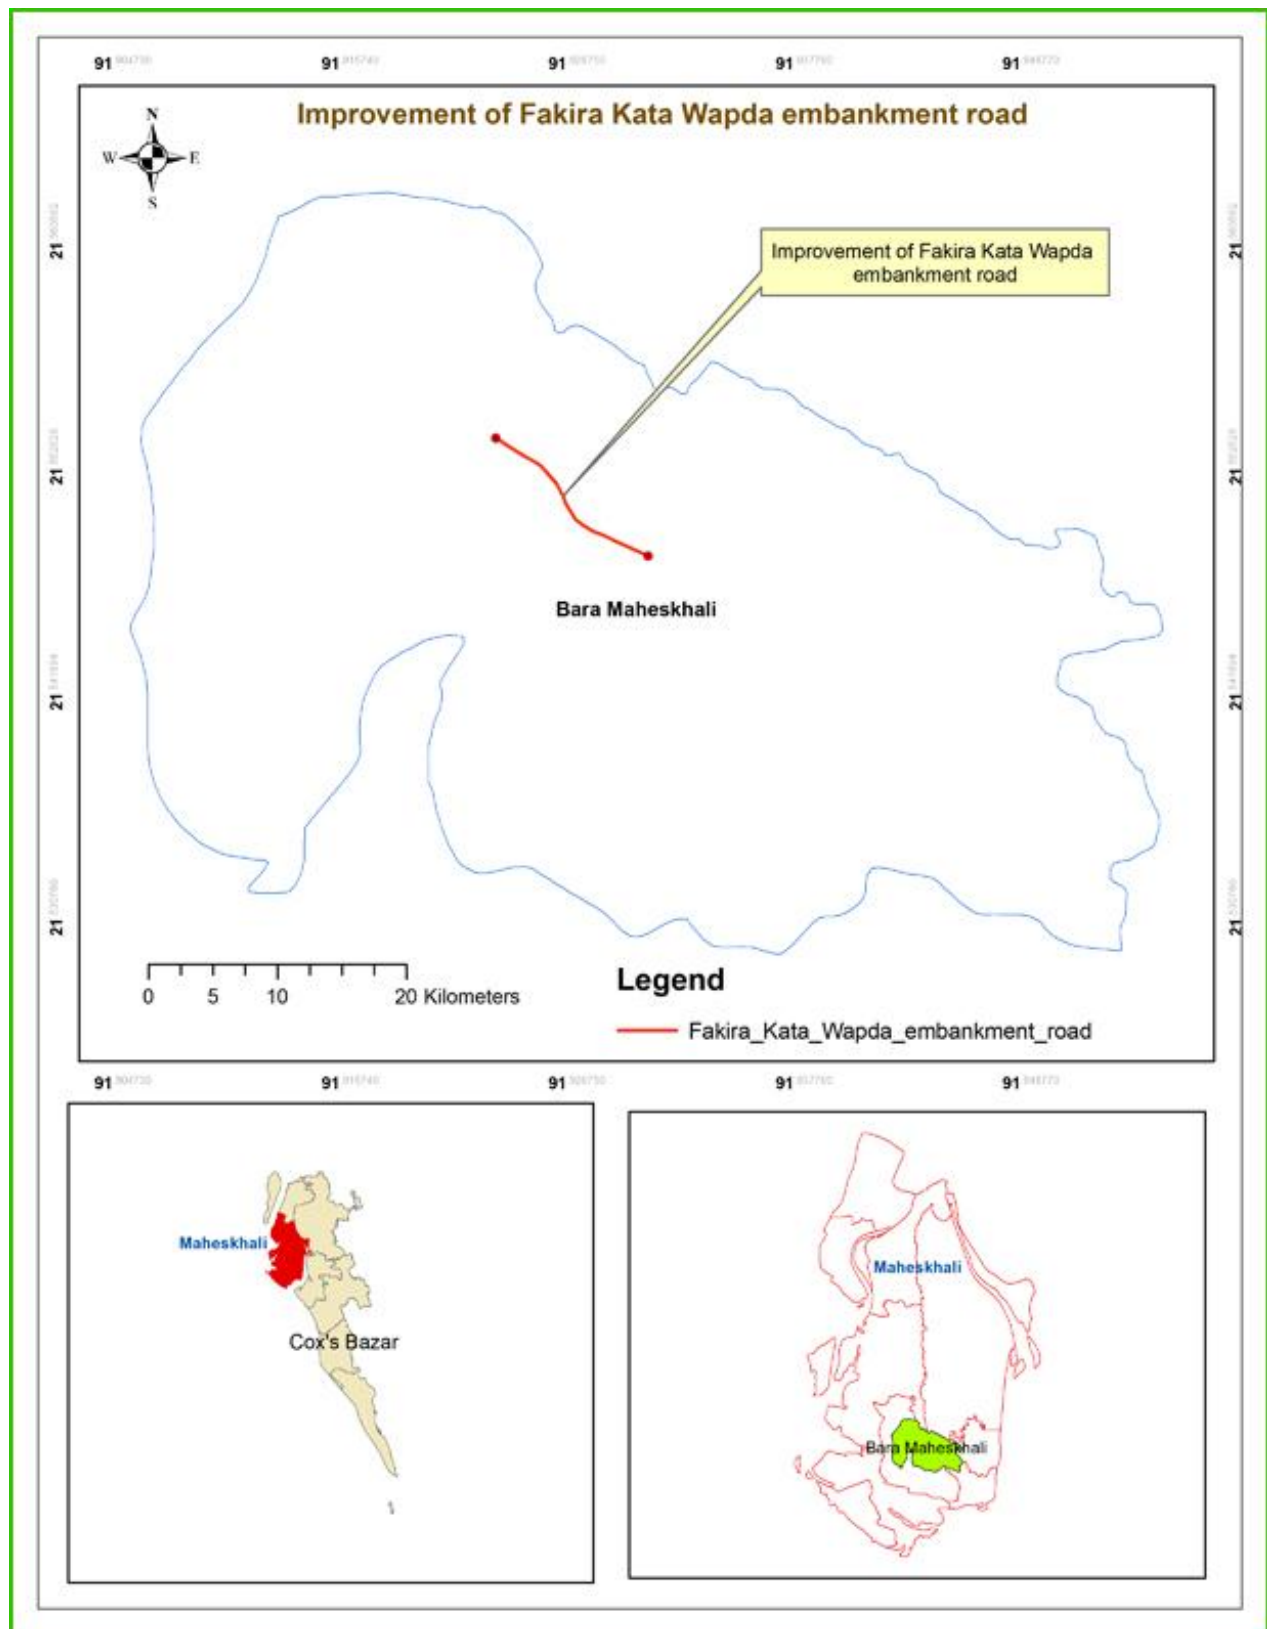 91 91 91 91 91
Improvement of Fakira Kata Wapda embankment road
N
W E
S
Improvement of Fakira Kata Wapda
embankment road
21 21
21 21
Bara Maheskhali
21 21
21 21
Legend
0 5 10 20 Kilometers
Fakira_Kata_Wapda_embankment_road
91 91 91 91 91
Maheskhali
Cox's Bazar
Maheskhali
Bara Maheskhali